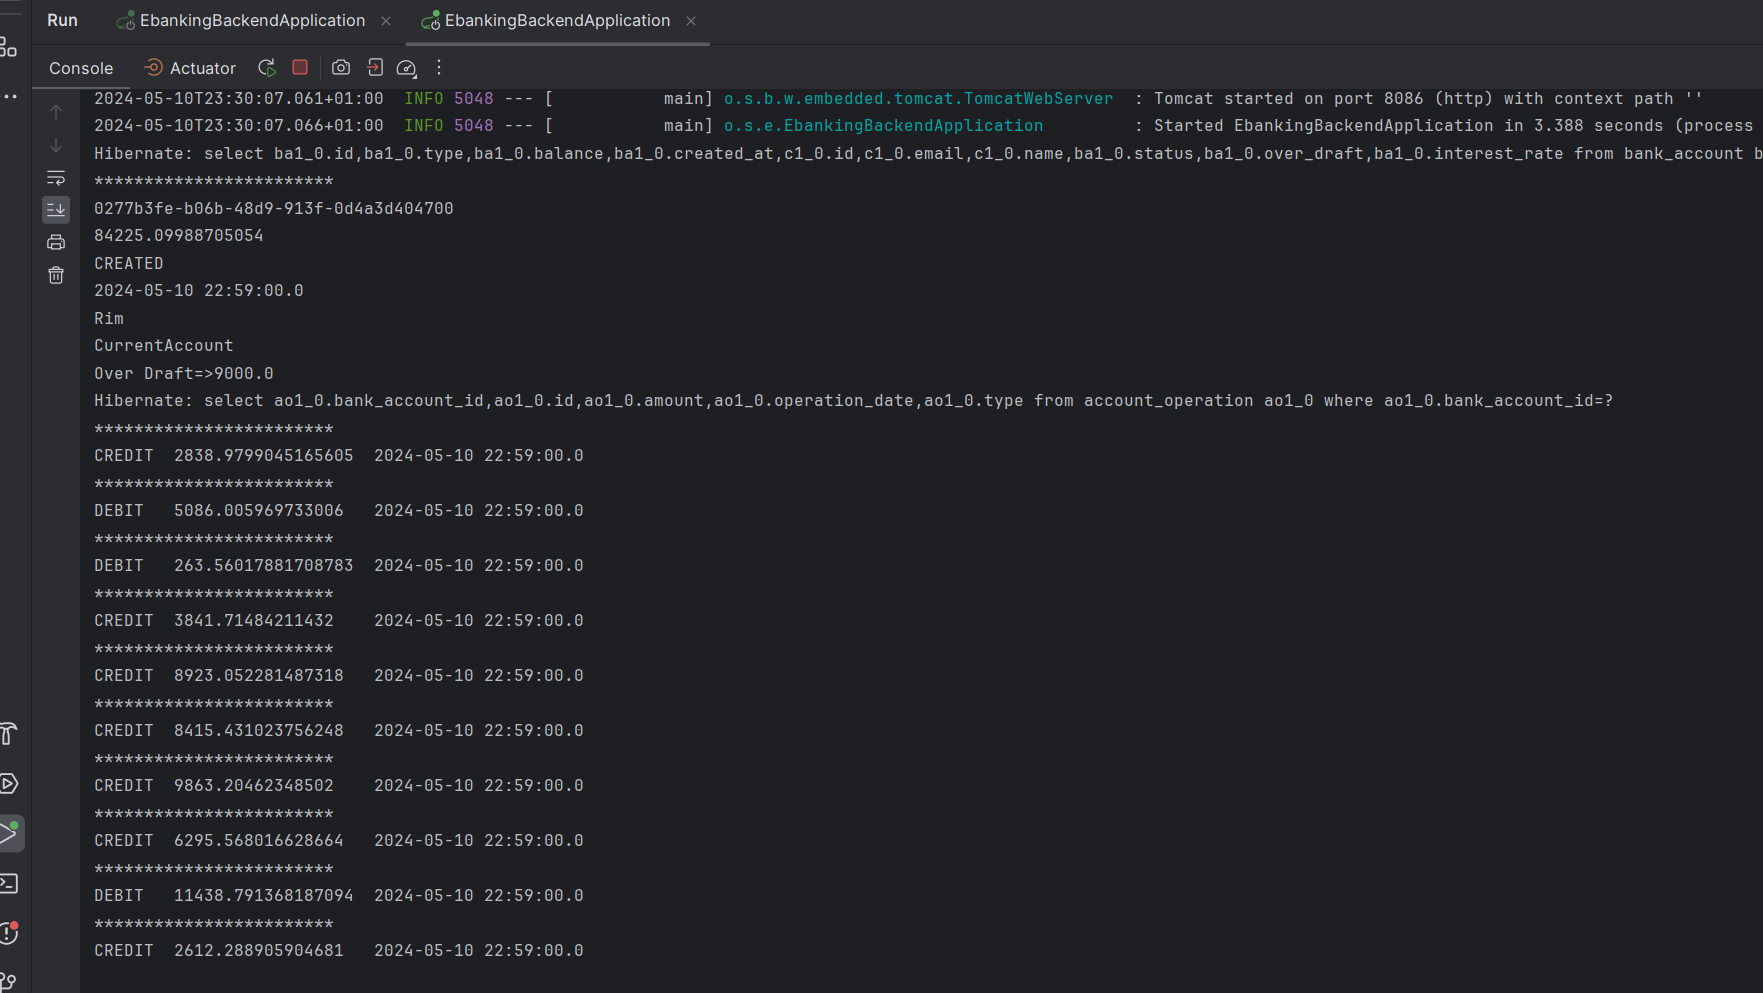 Run EbankingBackendApplication × EbankingBackendApplication ×
Console Actuator
2024-05-10T23:30:07.061+01:00  INFO 5048 --- [           main] o.s.b.w.embedded.tomcat.TomcatWebServer  : Tomcat started on port 8086 (http) with context path ''
2024-05-10T23:30:07.066+01:00  INFO 5048 --- [           main] o.s.e.EbankingBackendApplication         : Started EbankingBackendApplication in 3.388 seconds (process
Hibernate: select ba1_0.id,ba1_0.type,ba1_0.balance,ba1_0.created_at,c1_0.id,c1_0.email,c1_0.name,ba1_0.status,ba1_0.over_draft,ba1_0.interest_rate from bank_account b
************************
0277b3fe-b06b-48d9-913f-0d4a3d404700
84225.09988705054
CREATED
2024-05-10 22:59:00.0
Rim
CurrentAccount
Over Draft=>9000.0
Hibernate: select ao1_0.bank_account_id,ao1_0.id,ao1_0.amount,ao1_0.operation_date,ao1_0.type from account_operation ao1_0 where ao1_0.bank_account_id=?
************************
CREDIT  2838.9799045165605  2024-05-10 22:59:00.0
************************
DEBIT   5086.005969733006   2024-05-10 22:59:00.0
************************
DEBIT   263.56017881708783  2024-05-10 22:59:00.0
************************
CREDIT  3841.71484211432    2024-05-10 22:59:00.0
************************
CREDIT  8923.052281487318   2024-05-10 22:59:00.0
************************
CREDIT  8415.431023756248   2024-05-10 22:59:00.0
************************
CREDIT  9863.20462348502    2024-05-10 22:59:00.0
************************
CREDIT  6295.568016628664   2024-05-10 22:59:00.0
************************
DEBIT   11438.791368187094  2024-05-10 22:59:00.0
************************
CREDIT  2612.288905904681   2024-05-10 22:59:00.0